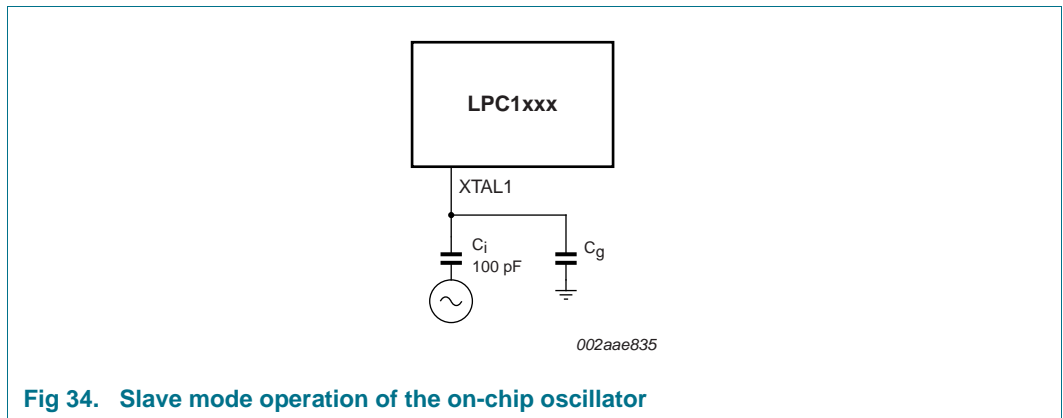 LPC1xxx
XTAL1
Ci
100 pF
Cg
002aae835
Fig 34. Slave mode operation of the on-chip oscillator